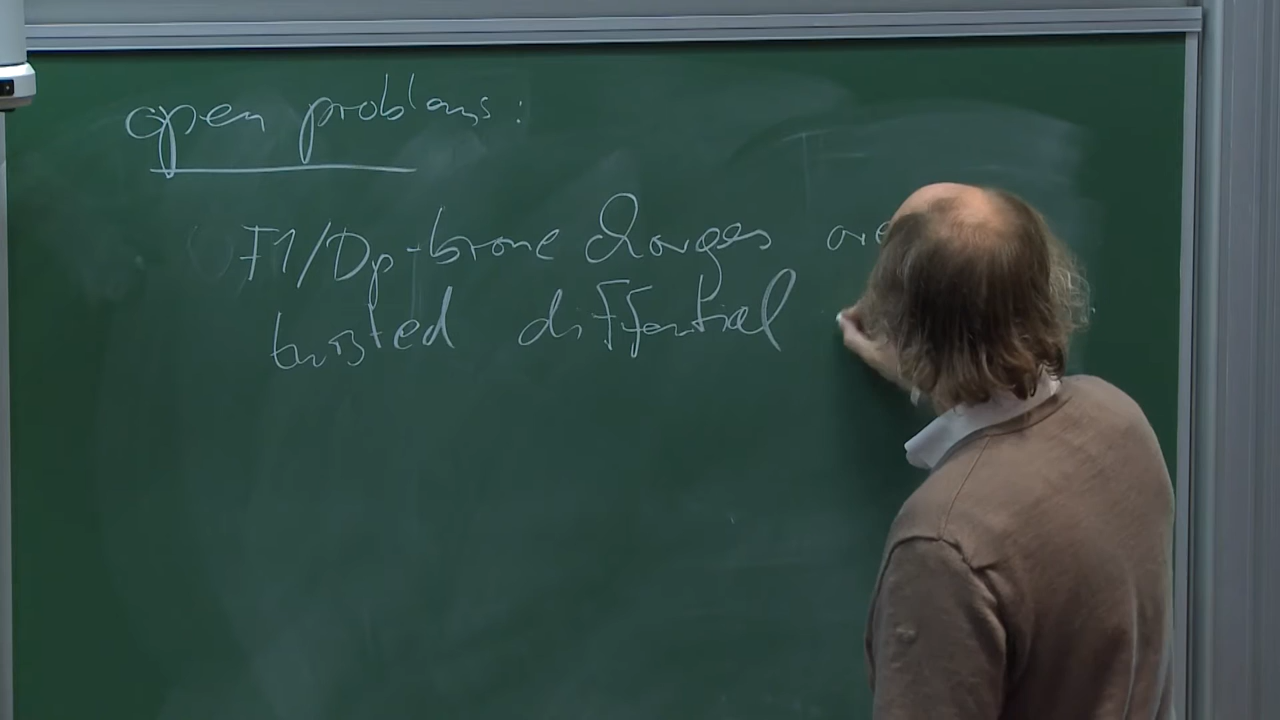 open problems:
F1/Dp-brane Charges are
twisted differential